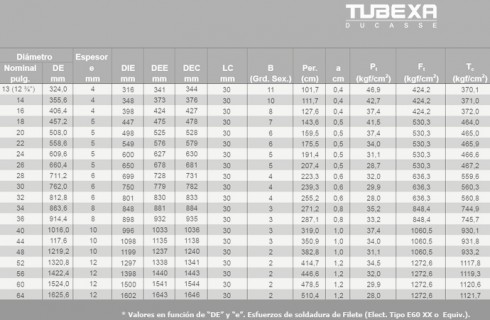 TUBEXA
DUCASSE
Diámetro Espesor
Nominal DE e DIE DEE DEC LC B Per. a Pt Ft Tu
pulg. mm mm mm mm mm mm (Grd. Sex.) (cm) cm (kgf/cm²) (kgf/cm²) (kgf/cm²)
13 (12 ¾") 324,0 4 316 341 344 30 11 101,7 0,4 46,9 424,2 370,1
14 355,6 4 348 373 376 30 10 111,7 0,4 42,7 424,2 371,0
16 406,4 4 398 424 427 30 8 127,6 0,4 37,4 424,2 372,0
18 457,2 5 447 475 478 30 7 143,6 0,5 41,5 530,3 464,0
20 508,0 5 498 525 528 30 6 159,5 0,5 37,4 530,3 465,0
22 558,6 5 549 576 579 30 6 175,5 0,5 34,0 530,3 465,9
24 609,6 5 600 627 630 30 5 191,4 0,5 31,1 530,3 466,6
26 660,4 5 650 678 681 30 5 207,4 0,5 28,7 530,3 467,2
28 711,2 6 699 728 731 30 4 223,3 0,6 32,0 636,3 559,6
30 762,0 6 750 779 782 30 4 239,3 0,6 29,9 636,3 560,3
32 812,8 6 801 830 833 30 4 255,2 0,6 28,0 636,3 560,8
34 863,6 8 848 881 884 30 3 271,2 0,8 35,2 848,4 744,9
36 914,4 8 898 932 935 30 3 287,1 0,8 33,2 848,4 745,7
40 1016,0 10 996 1033 1036 30 3 319,0 1,0 37,4 1060,5 930,1
44 117,6 10 1098 1135 1138 30 3 350,9 1,0 34,0 1060,5 931,8
48 1219,2 10 1199 1237 1240 30 2 382,8 1,0 31,1 1060,5 933,2
52 1320,8 12 1297 1338 1341 30 2 414,7 1,2 34,5 1272,6 1117,8
56 1422,4 12 1398 1440 1443 30 2 446,6 1,2 32,0 1272,6 1119,3
60 1524,0 12 1500 1541 1544 30 2 478,5 1,2 29,9 1272,6 1120,6
64 1625,6 12 1602 1643 1646 30 2 510,4 1,2 28,0 1272,6 1121,7
* Valores en función de "DE" y "e". Esfuerzos de soldadura de Filete (Elect. Tipo E60 XX o Equiv.).